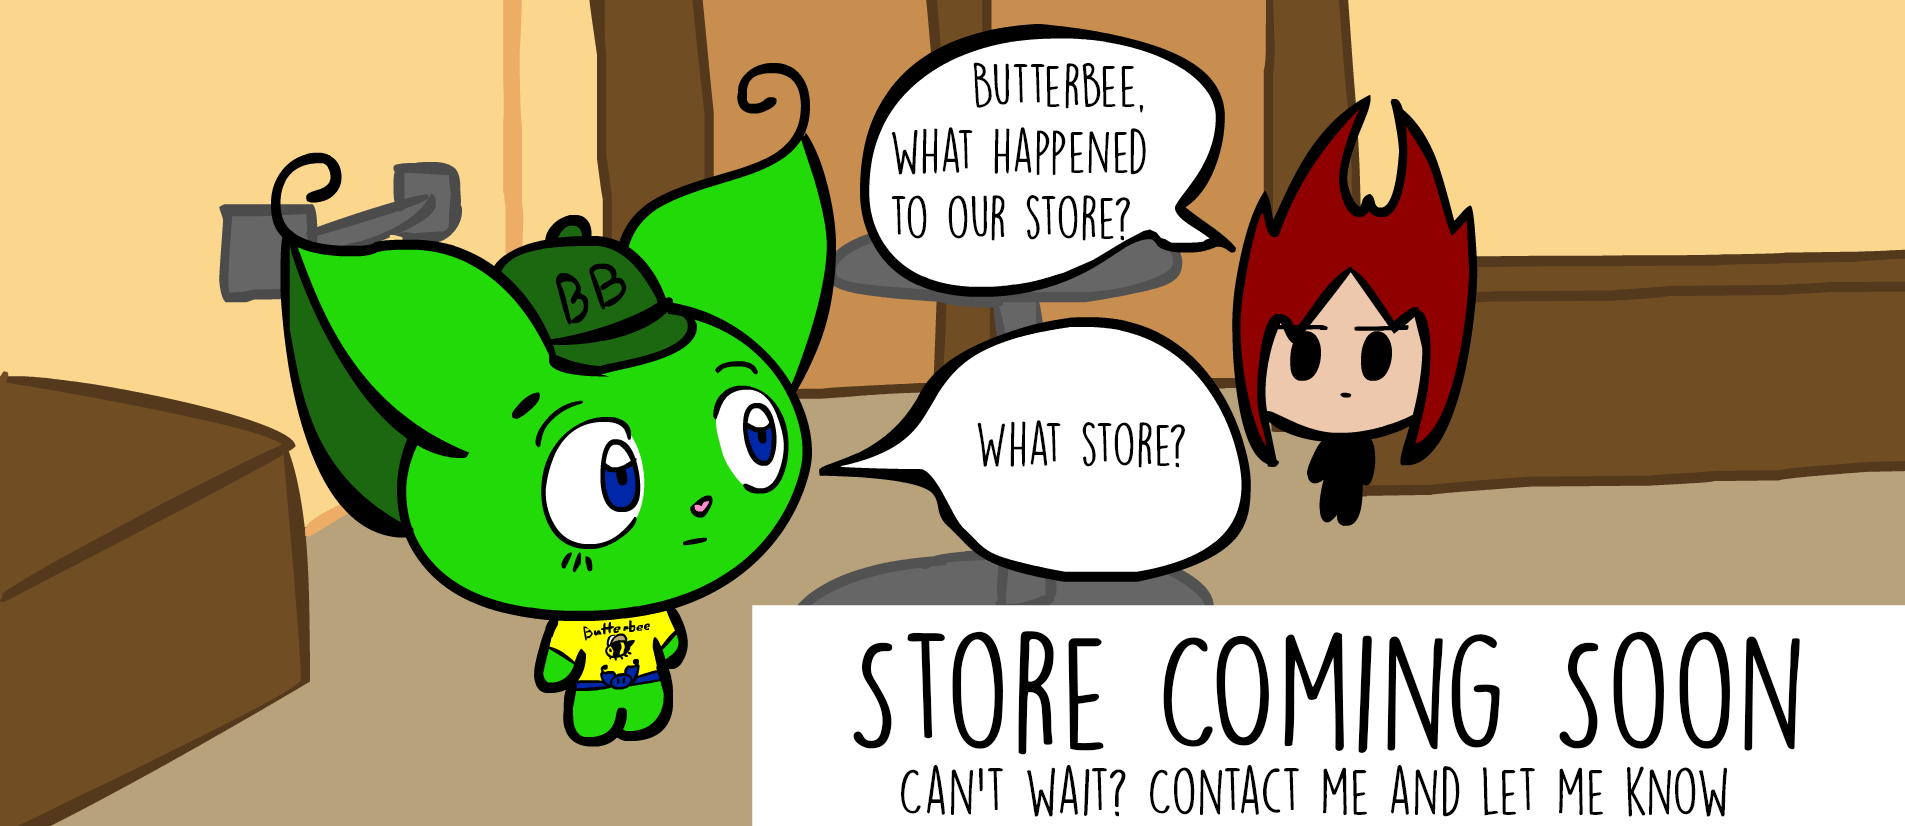 BUTTERBEE,
WHAT HAPPENED
TO OUR STORE?
BB
WHAT STORE?
Butterbee
STORE COMING SOON
CAN'T WAIT? CONTACT ME AND LET ME KNOW